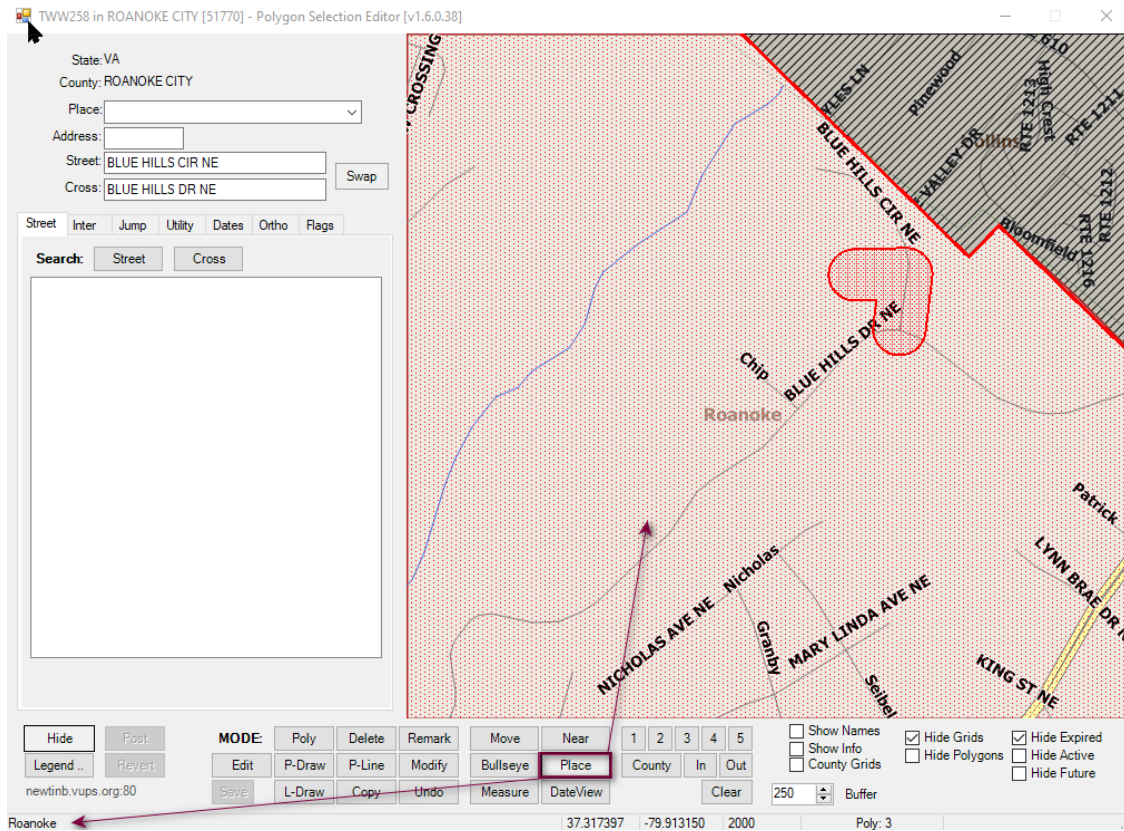 TWW258 in ROANOKE CITY [51770] - Polygon Selection Editor [v1.6.0.38]
State: VA
County: ROANOKE CITY
Place:
Address:
Street: BLUE HILLS CIR NE
Cross: BLUE HILLS DR NE
Swap
Street Inter Jump Utility Dates Ortho Flags
Search: Street Cross
CROSSING
YLES LN
Pinewood
610
High Crest
RTE 1213
RTE 1211
ollins
VALLEY DR
BLUE HILLS CIR NE
RTE 1212
Bloomfield
RTE 1216
BLUE HILLS DR NE
Chip
Roanoke
Patrick
LYNN BRAE DR
Nicholas
NICHOLAS AVE NE
MARY LINDA AVE NE
Granby
Seibel
KING ST NE
Hide Post MODE: Poly Delete Remark Move Near 1 2 3 4 5
Legend .. Revert Edit P-Draw P-Line Modify Bullseye Place County In Out
newtinb.vups.org:80 Save L-Draw Copy Undo Measure DateView Clear
Show Names
Show Info
County Grids
Hide Grids
Hide Polygons
Hide Expired
Hide Active
Hide Future
250 Buffer
Roanoke 37.317397 -79.913150 2000 Poly: 3